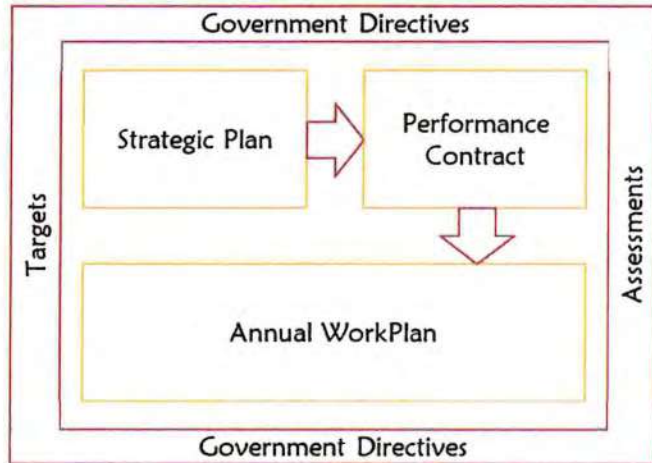 Government Directives
Targets
Strategic Plan
Performance
Contract
Assessments
Annual WorkPlan
Government Directives